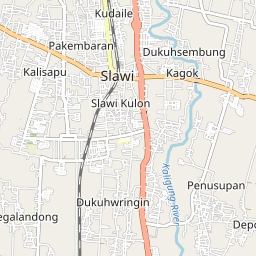 Kudaile
Pakembaran
Dukuhsembung
Kalisapu
Slawi
Kagok
Slawi Kulon
Kaligung River
Penusupan
Dukuhwringin
egalandong
Depo